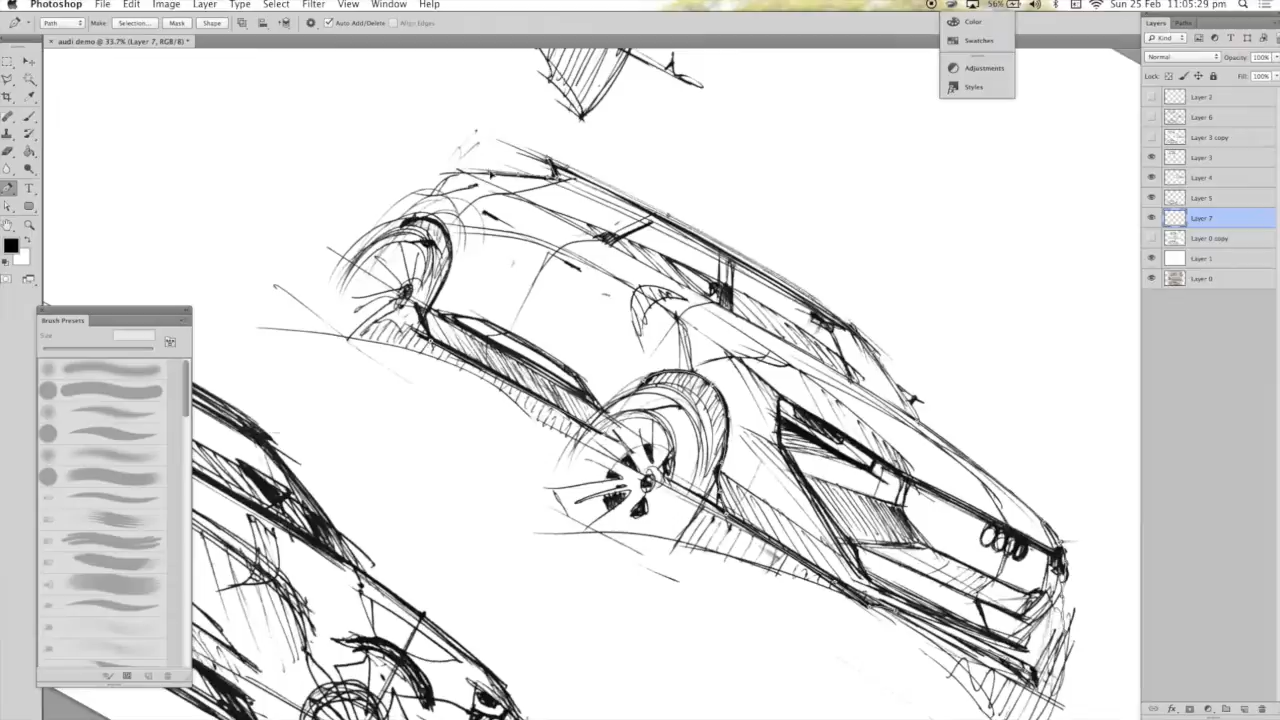 Photoshop File Edit Image Layer Type Select Filter View Window Help 56% Sun 25 Feb 11:05:29 pm
Path Make: Selection... Mask Shape Auto Add/Delete Align Edges
audi demo @ 33.7% (Layer 7, RGB/8) *
Color
Swatches
Adjustments
Styles
Layers Paths
Kind
Normal Opacity: 100%
Lock: Fill: 100%
Layer 2
Layer 6
Layer 3 copy
Layer 3
Layer 4
Layer 5
Layer 7
Layer 0 copy
Layer 1
Layer 0
Brush Presets
Size